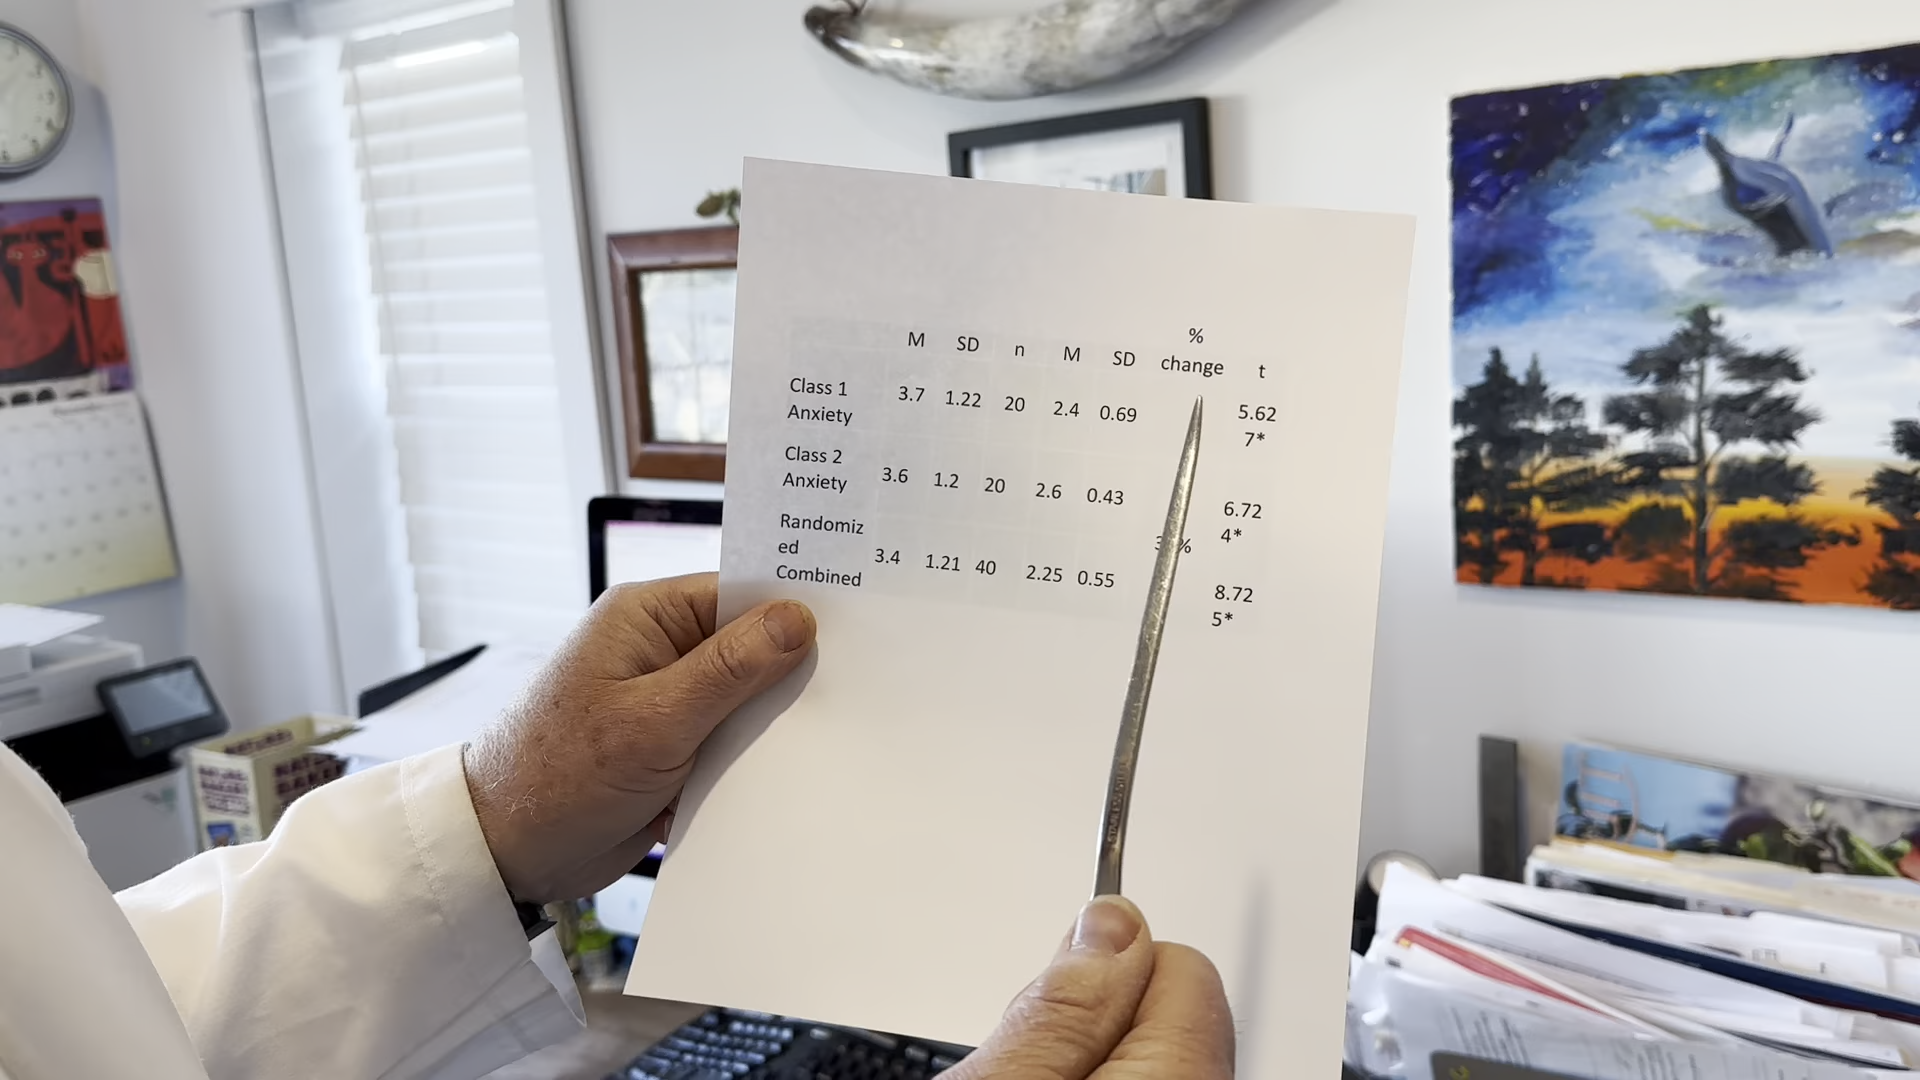 M SD n M SD % change t
Class 1 Anxiety 3.7 1.22 20 2.4 0.69 5.62 7*
Class 2 Anxiety 3.6 1.2 20 2.6 0.43 6.72 4*
Randomiz ed Combined 3.4 1.21 40 2.25 0.55 % 8.72 5*